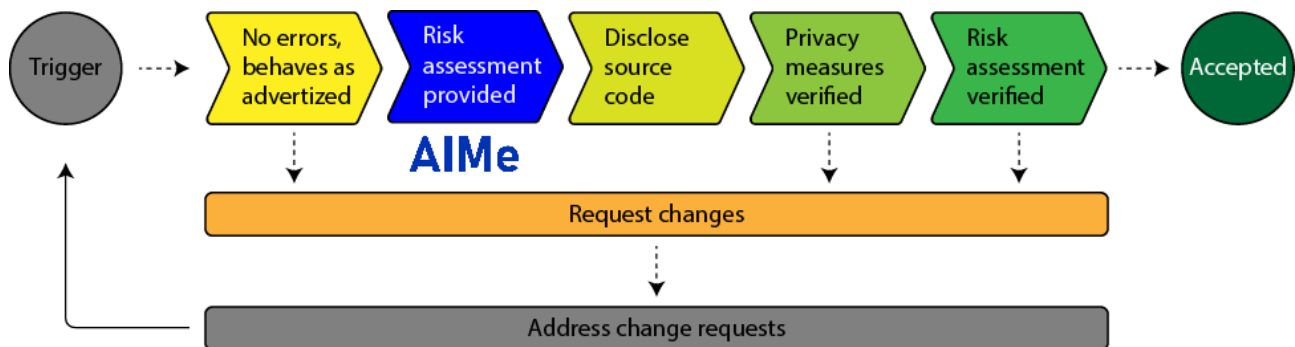 Trigger
No errors,
behaves as
advertized
Risk
assessment
provided
Disclose
source
code
Privacy
measures
verified
Risk
assessment
verified
Accepted
AIMe
Request changes
Address change requests